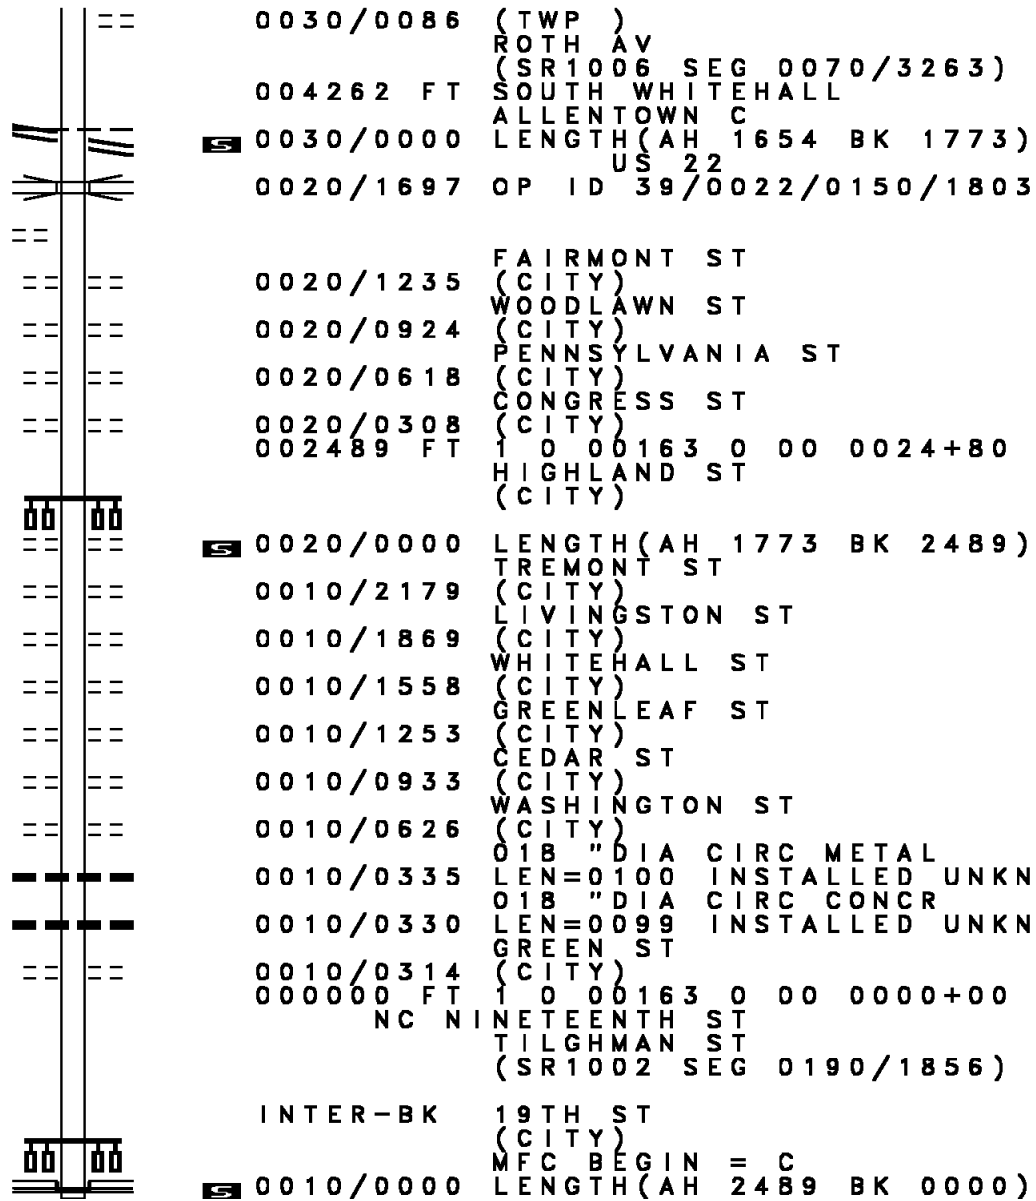 0030/0086 (TWP )
ROTH AV
(SR1006 SEG 0070/3263)
004262 FT SOUTH WHITEHALL
ALLENTOWN C
S 0030/0000 LENGTH(AH 1654 BK 1773)
US 22
0020/1697 OP ID 39/0022/0150/1803
FAIRMONT ST
0020/1235 (CITY)
WOODLAWN ST
0020/0924 (CITY)
PENNSYLVANIA ST
0020/0618 (CITY)
CONGRESS ST
0020/0308 (CITY)
002489 FT 1 0 00163 0 00 0024+80
HIGHLAND ST
(CITY)
S 0020/0000 LENGTH(AH 1773 BK 2489)
TREMONT ST
0010/2179 (CITY)
LIVINGSTON ST
0010/1869 (CITY)
WHITEHALL ST
0010/1558 (CITY)
GREENLEAF ST
0010/1253 (CITY)
CEDAR ST
0010/0933 (CITY)
WASHINGTON ST
0010/0626 (CITY)
018 "DIA CIRC METAL
0010/0335 LEN=0100 INSTALLED UNKN
018 "DIA CIRC CONCR
0010/0330 LEN=0099 INSTALLED UNKN
GREEN ST
0010/0314 (CITY)
000000 FT 1 0 00163 0 00 0000+00
NC NINETEENTH ST
TILGHMAN ST
(SR1002 SEG 0190/1856)
INTER-BK 19TH ST
(CITY)
MFC BEGIN = C
S 0010/0000 LENGTH(AH 2489 BK 0000)